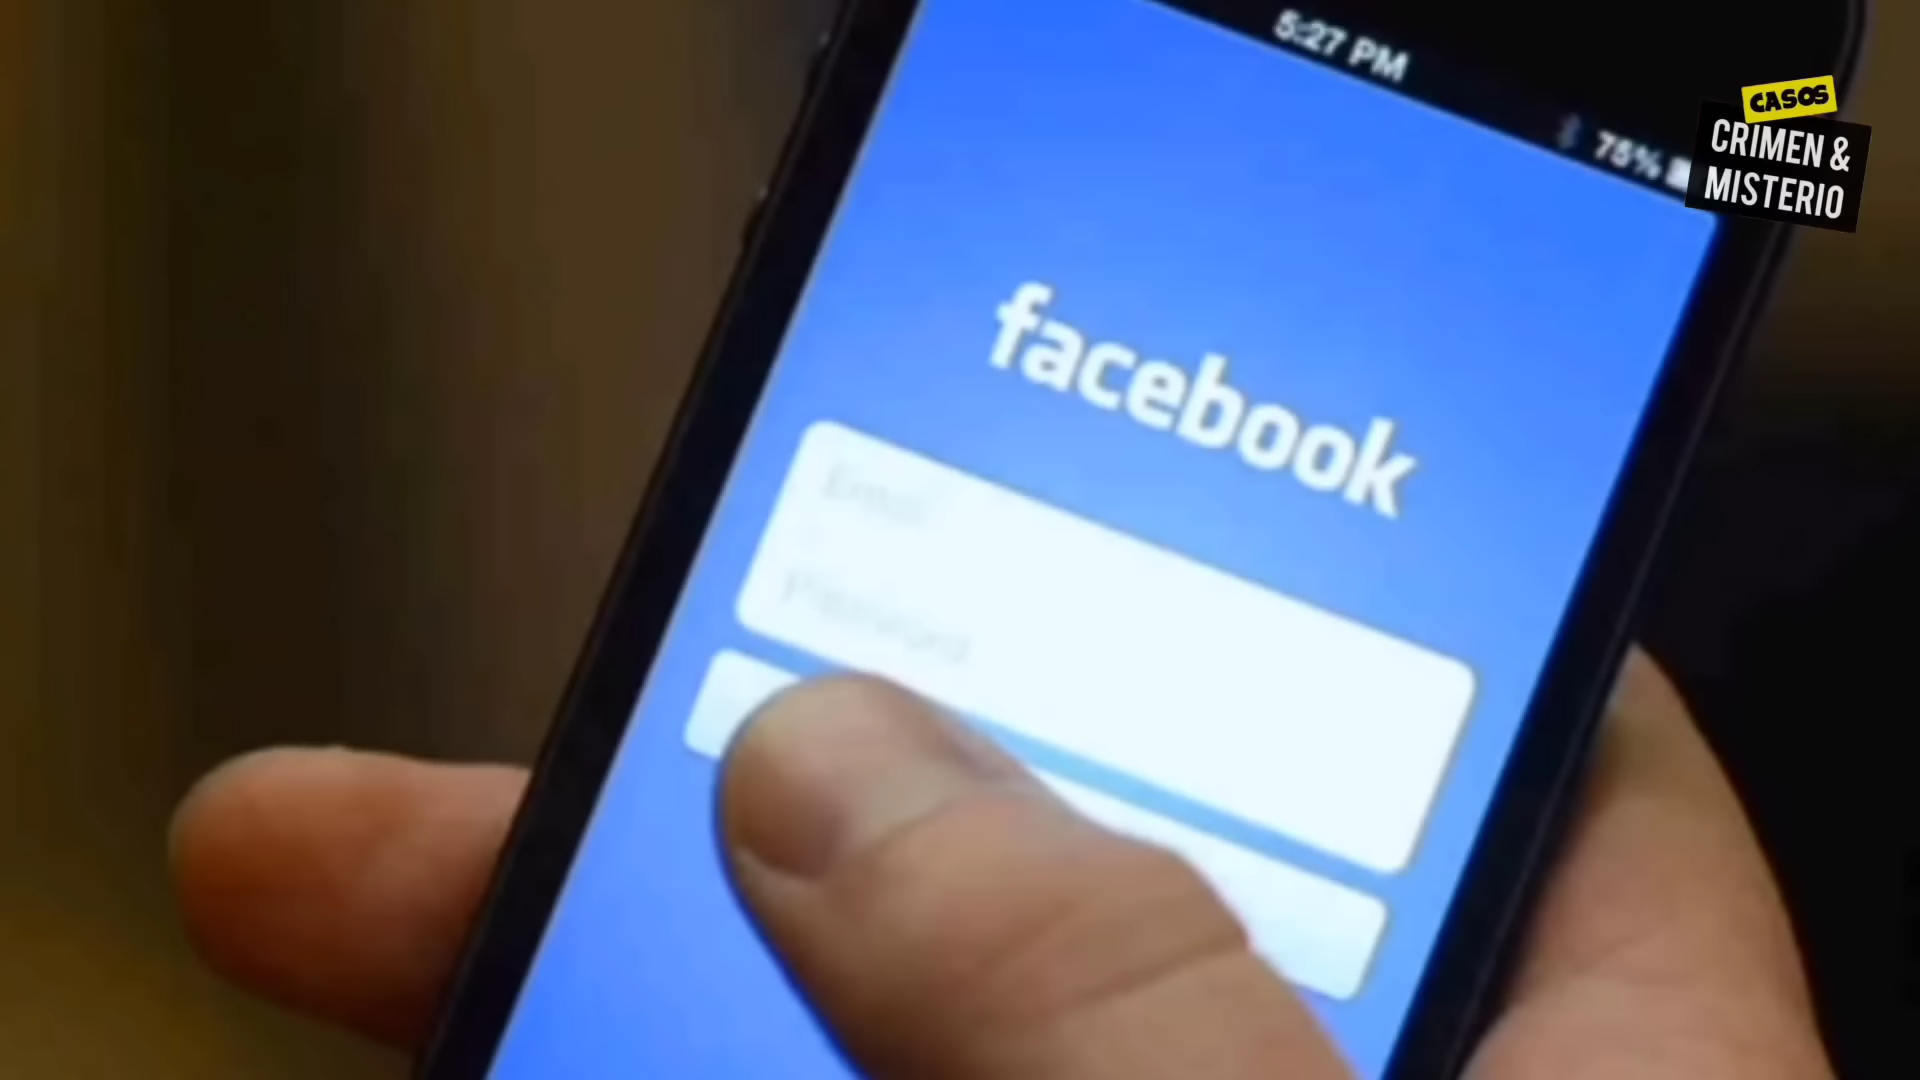 5:27 PM
75%
CASOS
CRIMEN &
MISTERIO
facebook
Email
Password